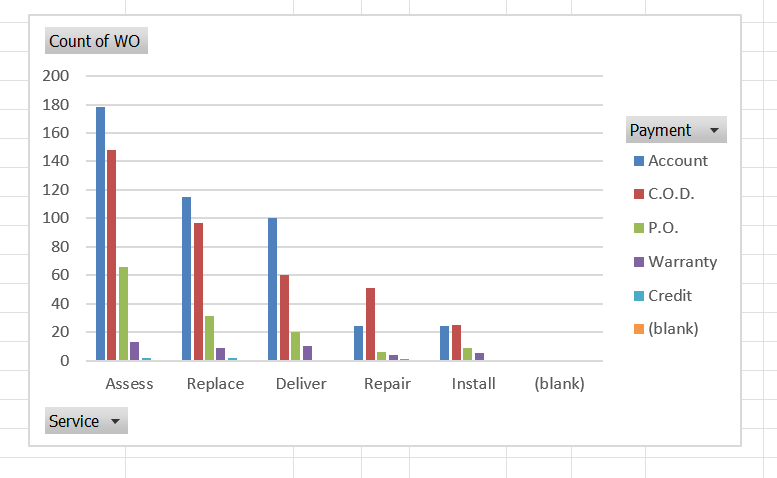 Count of WO
200
180
160
140
120
100
80
60
40
20
0
Assess Replace Deliver Repair Install (blank)
Service
Payment
Account
C.O.D.
P.O.
Warranty
Credit
(blank)